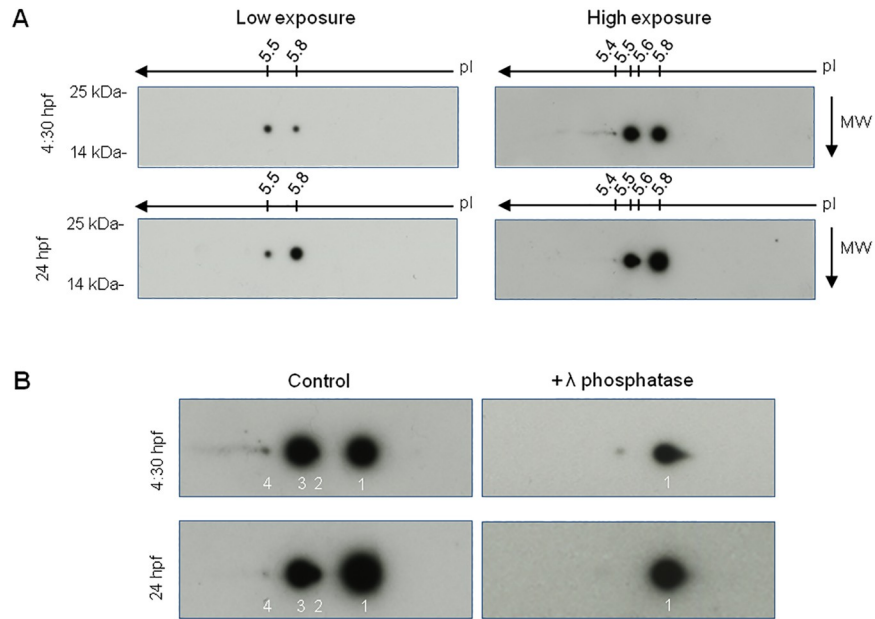 A
Low exposure
High exposure
5.5 5.8 pI
5.4 5.5 5.6 5.8 pI
4:30 hpf
25 kDa-
14 kDa-
MW
5.5 5.8 pI
5.4 5.5 5.6 5.8 pI
24 hpf
25 kDa-
14 kDa-
MW
B
Control
+ λ phosphatase
4:30 hpf
4 3 2 1
1
24 hpf
4 3 2 1
1